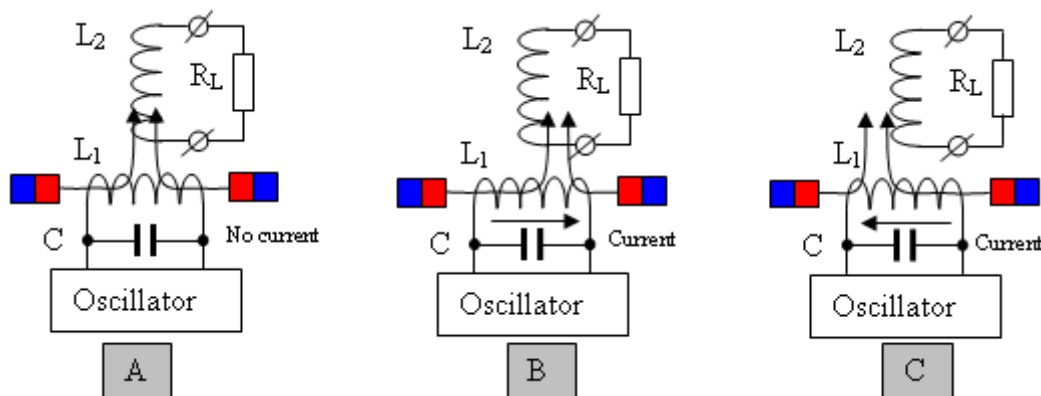 L2
RL
L1
C
No current
Oscillator
A
L2
RL
L1
C
Current
Oscillator
B
L2
RL
L1
C
Current
Oscillator
C